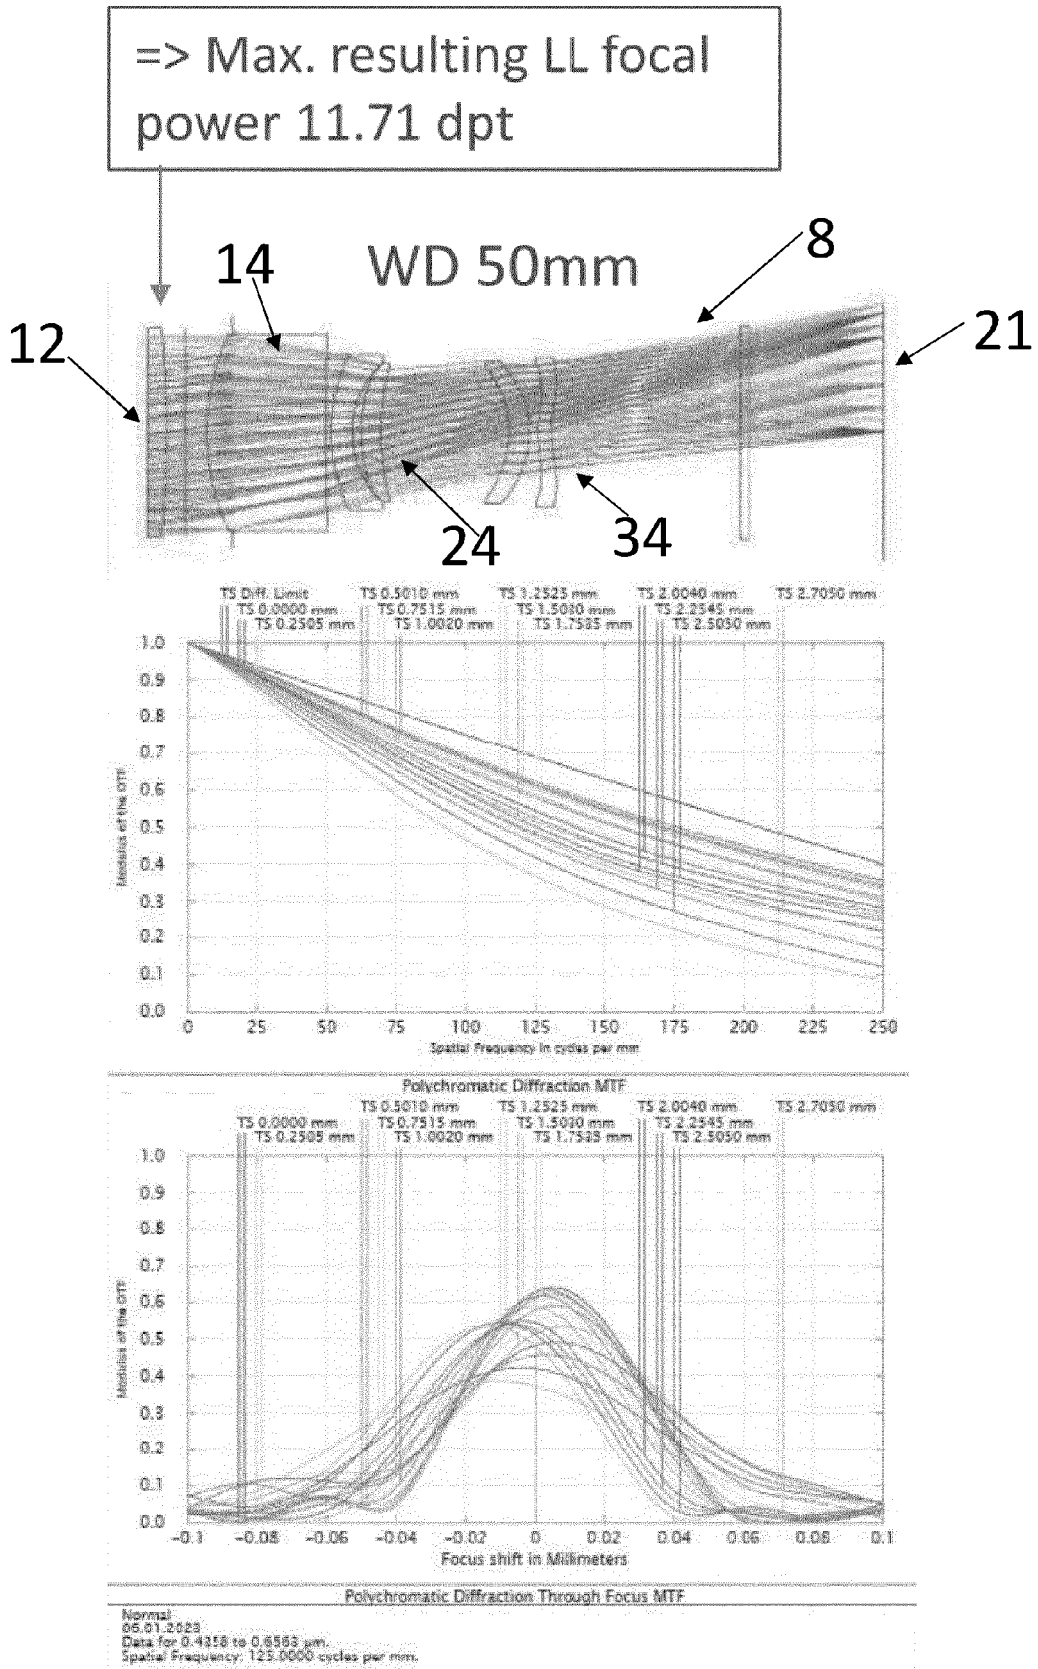 => Max. resulting LL focal
power 11.71 dpt
WD 50mm
8
14
12
21
24
34
TS Diff. Limit TS 0.5010 mm TS 1.2525 mm TS 2.0040 mm TS 2.7050 mm
TS 0.0000 mm TS 0.7515 mm TS 1.5030 mm TS 2.2545 mm
TS 0.2505 mm TS 1.0020 mm TS 1.7535 mm TS 2.5050 mm
1.0
0.9
0.8
0.7
0.6
0.5
0.4
0.3
0.2
0.1
0.0
Modulus of the OTF
0 25 50 75 100 125 150 175 200 225 250
Spatial Frequency in cycles per mm
Polychromatic Diffraction MTF
TS 0.5010 mm TS 1.2525 mm TS 2.0040 mm TS 2.7050 mm
TS 0.0000 mm TS 0.7515 mm TS 1.5030 mm TS 2.2545 mm
TS 0.2505 mm TS 1.0020 mm TS 1.7535 mm TS 2.5050 mm
1.0
0.9
0.8
0.7
0.6
0.5
0.4
0.3
0.2
0.1
0.0
Modulus of the OTF
-0.1 -0.08 -0.06 -0.04 -0.02 0 0.02 0.04 0.06 0.08 0.1
Focus shift in Millimeters
Polychromatic Diffraction Through Focus MTF
Normal
06.01.2023
Data for 0.4358 to 0.6563 µm.
Spatial Frequency: 125.0000 cycles per mm.